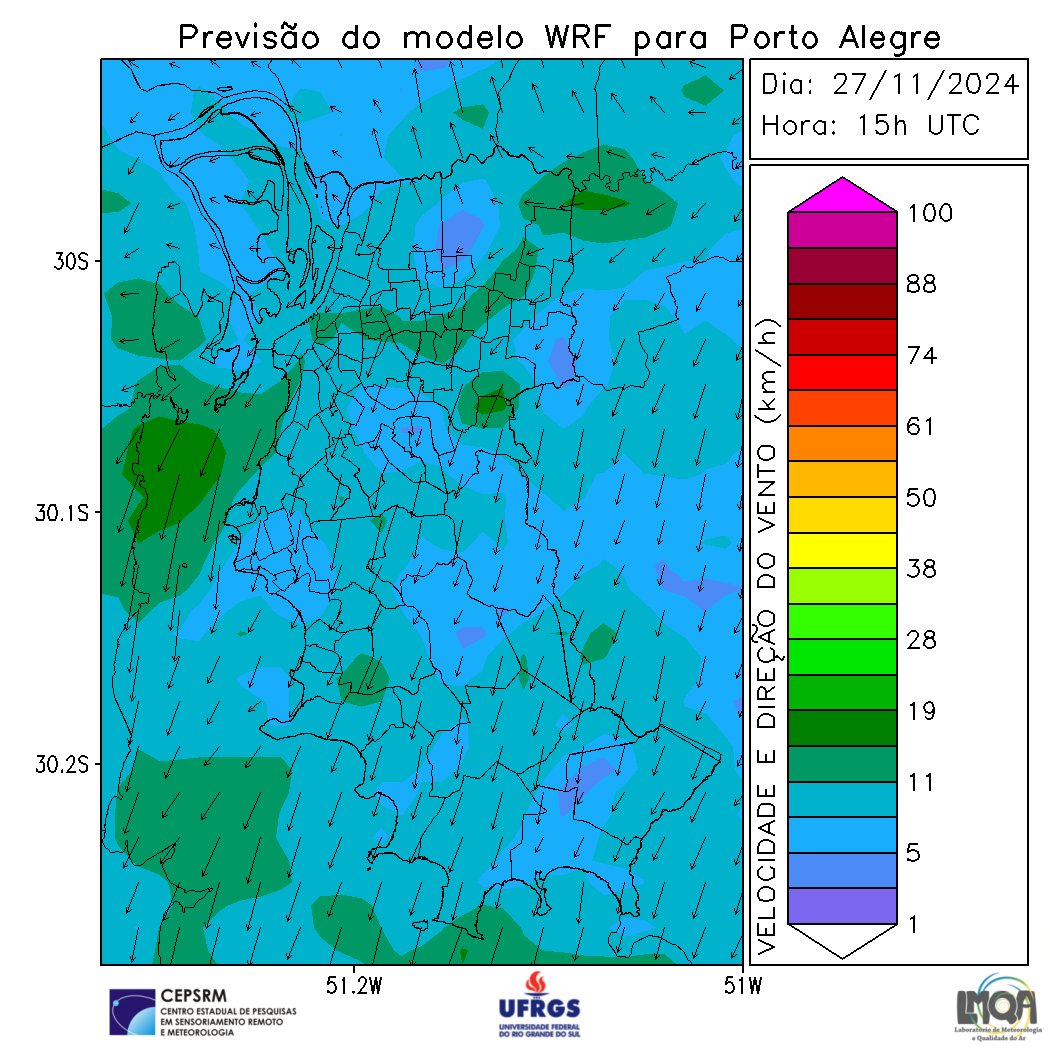 Previsão do modelo WRF para Porto Alegre
Dia: 27/11/2024
Hora: 15h UTC
30S
30.1S
30.2S
51.2W
51W
VELOCIDADE E DIREÇÃO DO VENTO (km/h)
100
88
74
61
50
38
28
19
11
5
1
CEPSRM
CENTRO ESTADUAL DE PESQUISAS
EM SENSORIAMENTO REMOTO
E METEOROLOGIA
UFRGS
UNIVERSIDADE FEDERAL
DO RIO GRANDE DO SUL
LMQA
Laboratório de Meteorologia
e Qualidade do Ar